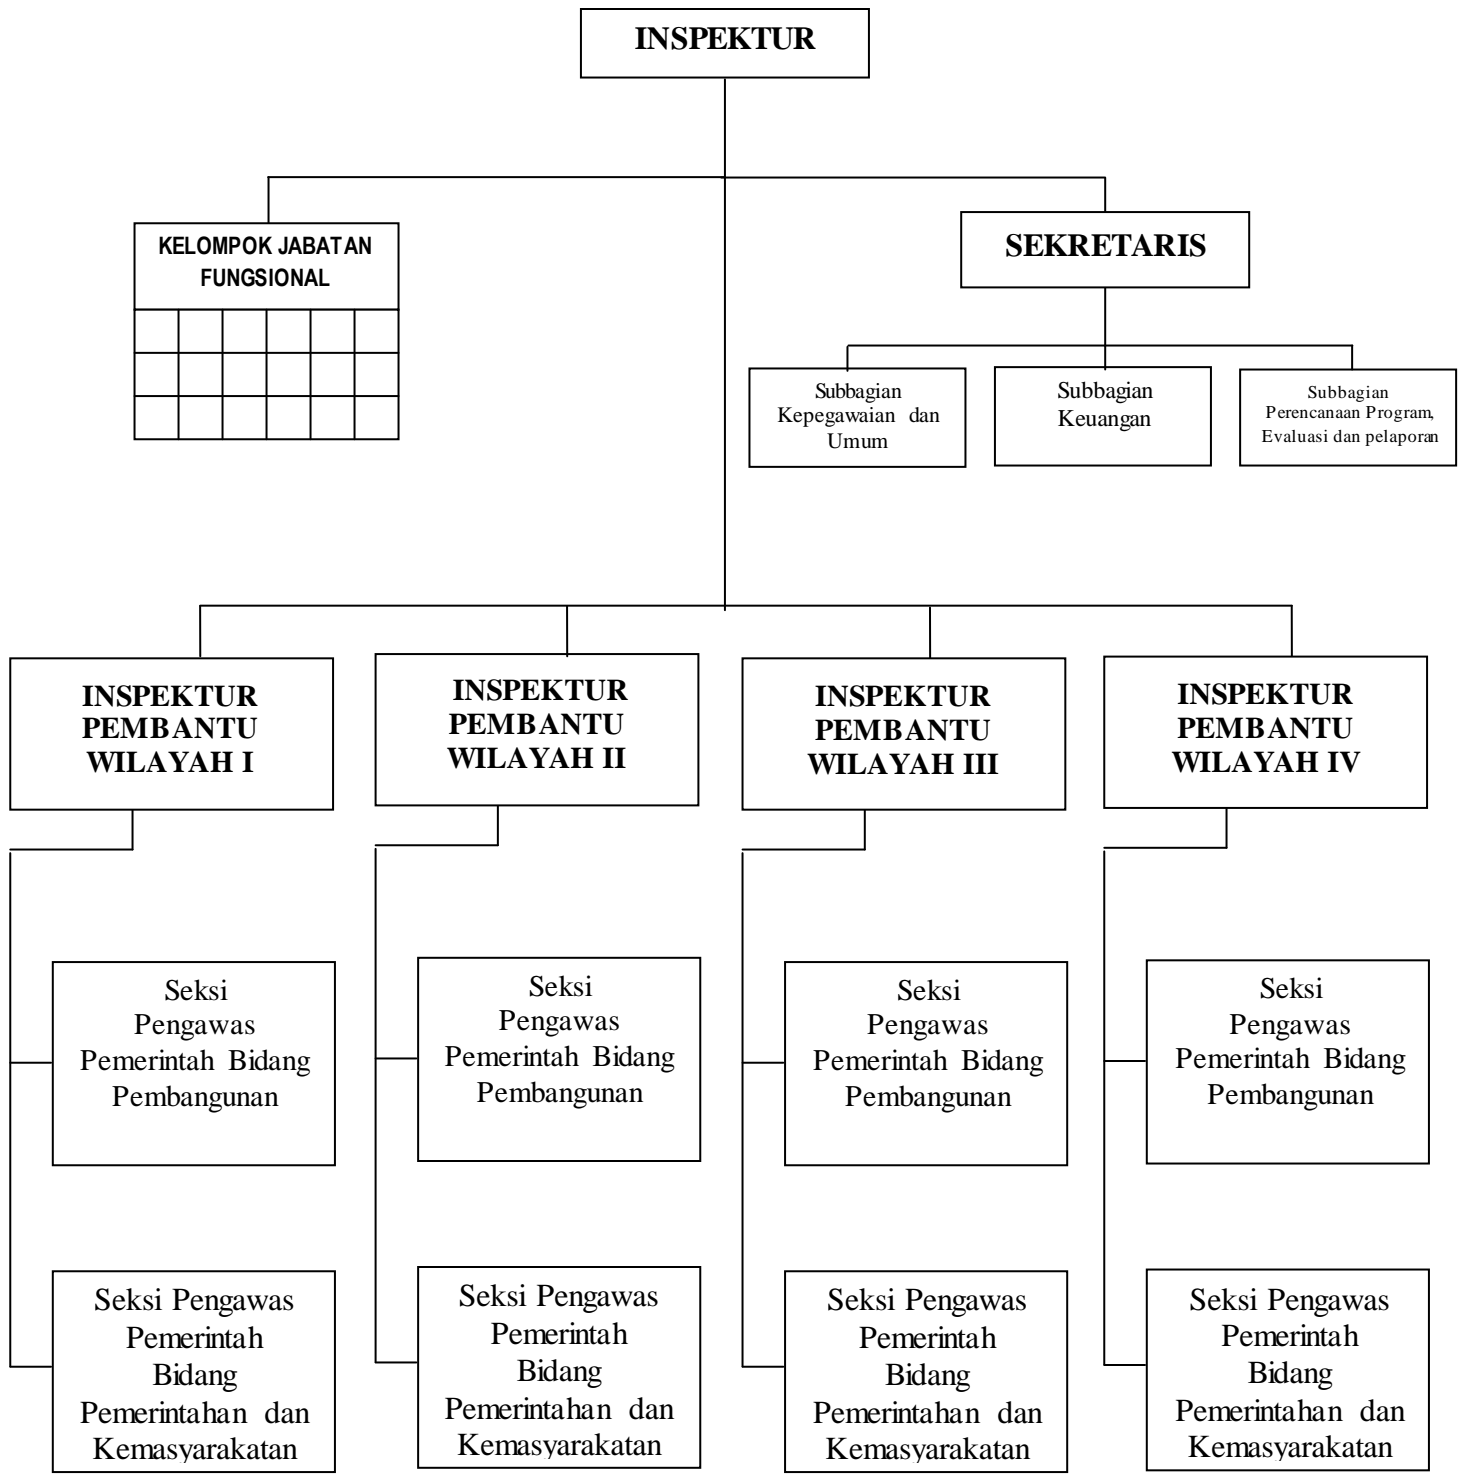 INSPEKTUR
KELOMPOK JABATAN
FUNGSIONAL
SEKRETARIS
Subbagian
Kepegawaian dan
Umum
Subbagian
Keuangan
Subbagian
Perencanaan Program,
Evaluasi dan pelaporan
INSPEKTUR
PEMBANTU
WILAYAH I
INSPEKTUR
PEMBANTU
WILAYAH II
INSPEKTUR
PEMBANTU
WILAYAH III
INSPEKTUR
PEMBANTU
WILAYAH IV
Seksi
Pengawas
Pemerintah Bidang
Pembangunan
Seksi
Pengawas
Pemerintah Bidang
Pembangunan
Seksi
Pengawas
Pemerintah Bidang
Pembangunan
Seksi
Pengawas
Pemerintah Bidang
Pembangunan
Seksi Pengawas
Pemerintah
Bidang
Pemerintahan dan
Kemasyarakatan
Seksi Pengawas
Pemerintah
Bidang
Pemerintahan dan
Kemasyarakatan
Seksi Pengawas
Pemerintah
Bidang
Pemerintahan dan
Kemasyarakatan
Seksi Pengawas
Pemerintah
Bidang
Pemerintahan dan
Kemasyarakatan